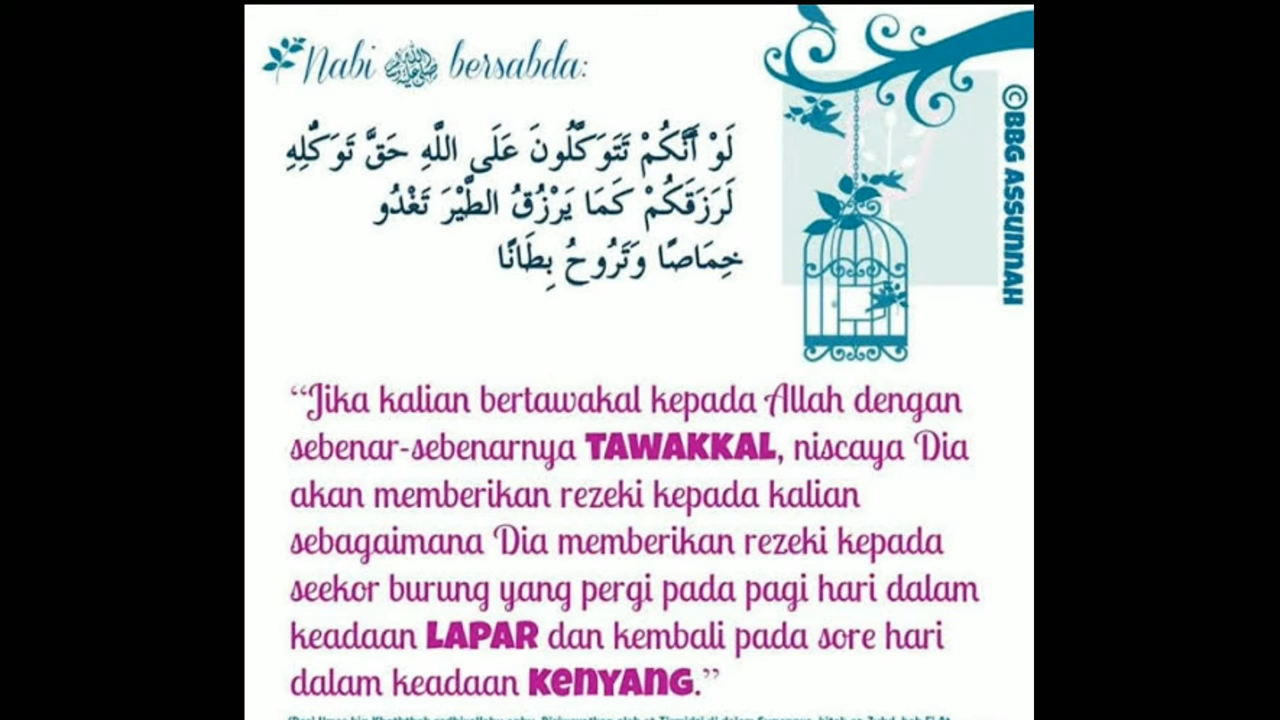 Nabi ﷺ bersabda:
لَوْ أَنَّكُمْ تَتَوَكَّلُونَ عَلَى اللَّهِ حَقَّ تَوَكُّلِهِ
لَرَزَقَكُمْ كَمَا يَرْزُقُ الطَّيْرَ تَغْدُو
خِمَاصًا وَتَرُوحُ بِطَانًا
©BBG ASSUNNAH
“Jika kalian bertawakal kepada Allah dengan
sebenar-sebenarnya TAWAKKAL, niscaya Dia
akan memberikan rezeki kepada kalian
sebagaimana Dia memberikan rezeki kepada
seekor burung yang pergi pada pagi hari dalam
keadaan LAPAR dan kembali pada sore hari
dalam keadaan KENYANG.”